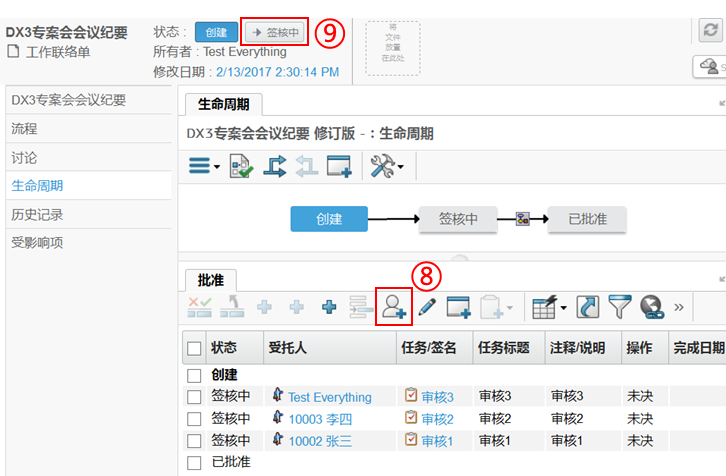 DX3专案会会议纪要
工作联络单
状态： 创建 签核中 ⑨
所有者：Test Everything
修改日期：2/13/2017 2:30:14 PM
将
文件
放置
在此处
DX3专案会会议纪要
流程
讨论
生命周期
历史记录
受影响项
生命周期
DX3专案会会议纪要 修订版 -：生命周期
创建 签核中 已批准
批准
⑧
»
状态 受托人 任务/签名 任务标题 注释/说明 操作 完成日期
创建
签核中 Test Everything 审核3 审核3 审核3 未决
签核中 10003 李四 审核2 审核2 审核2 未决
签核中 10002 张三 审核1 审核1 审核1 未决
已批准